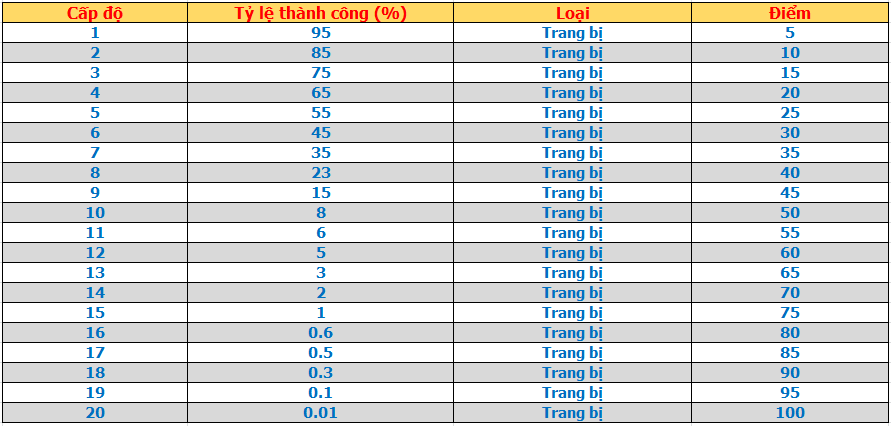 Cấp độ Tỷ lệ thành công (%) Loại Điểm
1 95 Trang bị 5
2 85 Trang bị 10
3 75 Trang bị 15
4 65 Trang bị 20
5 55 Trang bị 25
6 45 Trang bị 30
7 35 Trang bị 35
8 23 Trang bị 40
9 15 Trang bị 45
10 8 Trang bị 50
11 6 Trang bị 55
12 5 Trang bị 60
13 3 Trang bị 65
14 2 Trang bị 70
15 1 Trang bị 75
16 0.6 Trang bị 80
17 0.5 Trang bị 85
18 0.3 Trang bị 90
19 0.1 Trang bị 95
20 0.01 Trang bị 100